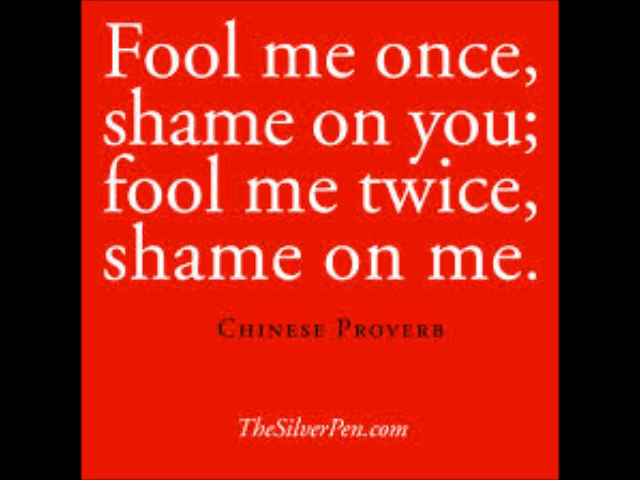 Fool me once,
shame on you;
fool me twice,
shame on me.
CHINESE PROVERB
TheSilverPen.com